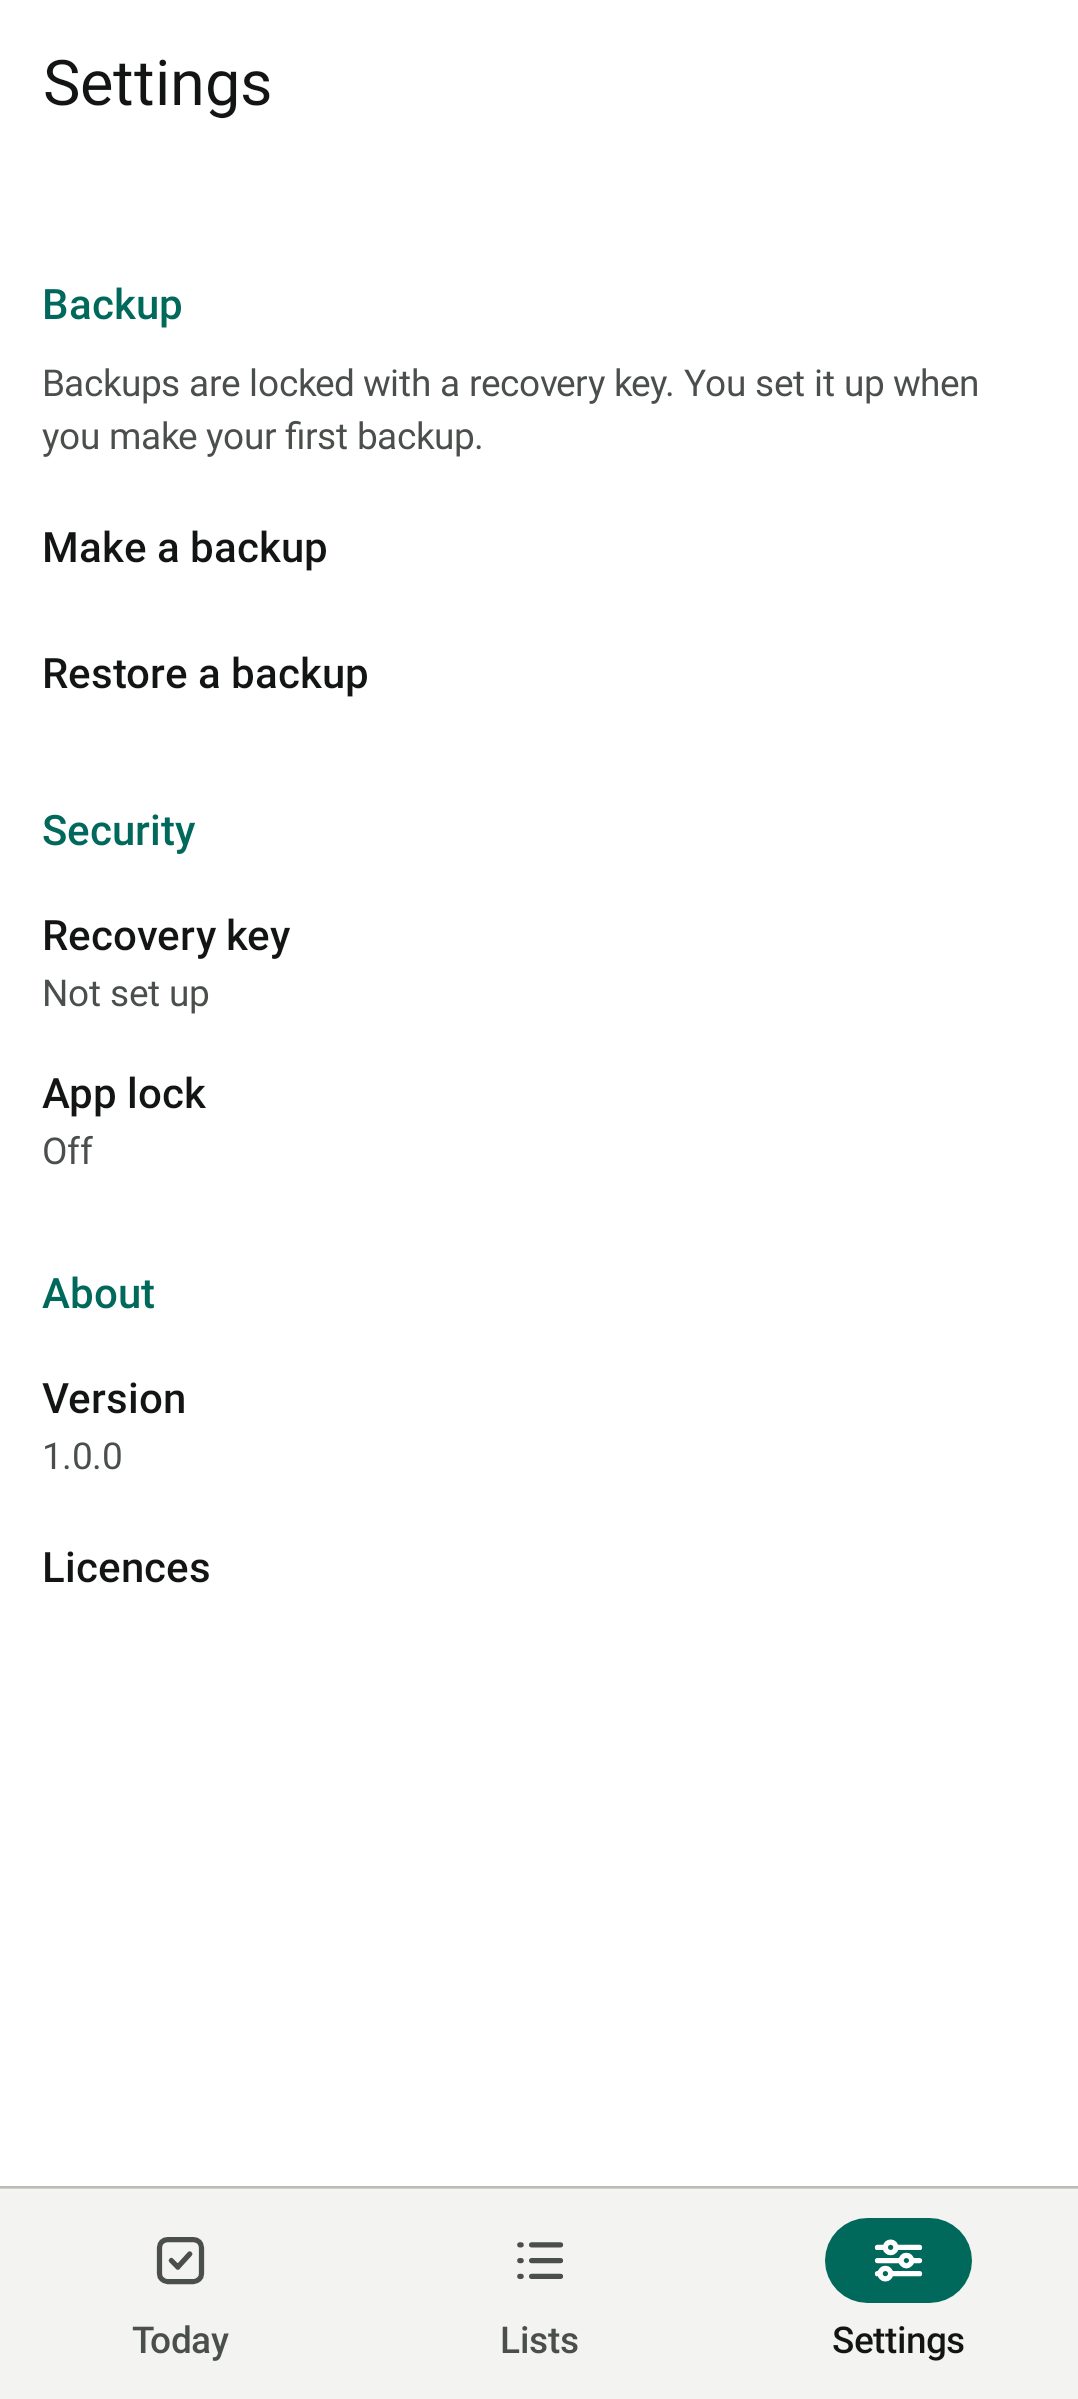 Settings
Backup
Backups are locked with a recovery key. You set it up when
you make your first backup.
Make a backup
Restore a backup
Security
Recovery key
Not set up
App lock
Off
About
Version
1.0.0
Licences
Today
Lists
Settings